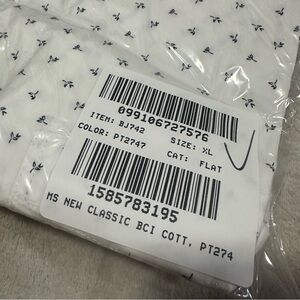 099106727576
ITEM: BJ742 SIZE: XL
COLOR: PT2747 CAT: FLAT
1585783195
MS NEW CLASSIC BCI COTT, PT274